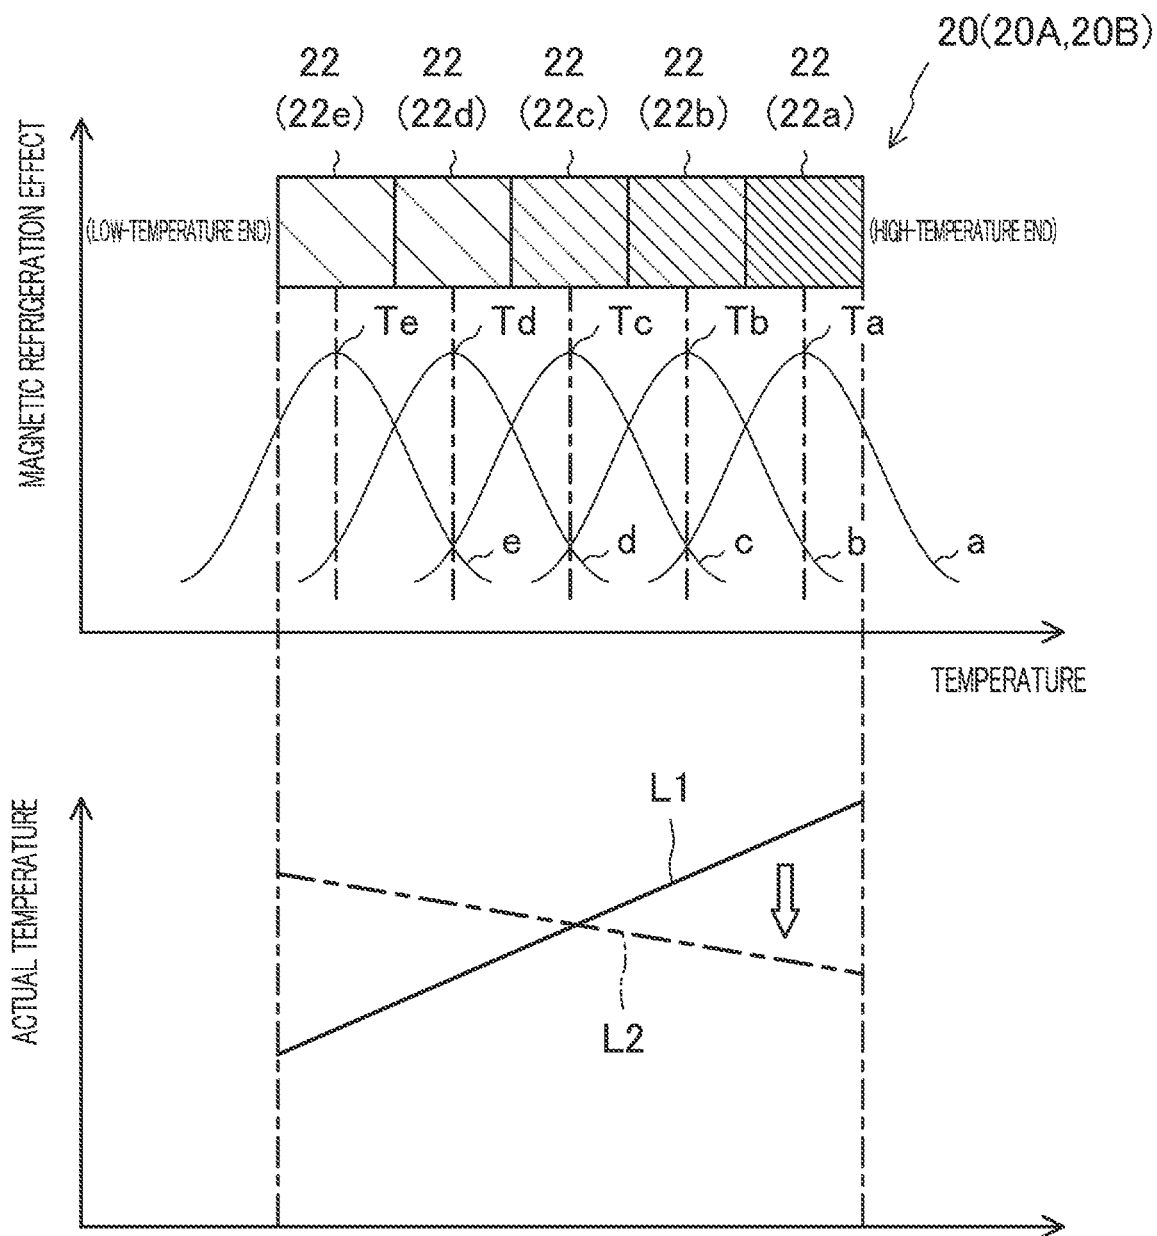 20(20A,20B)
22 22 22 22 22
(22e) (22d) (22c) (22b) (22a)
MAGNETIC REFRIGERATION EFFECT
(LOW-TEMPERATURE END)
(HIGH-TEMPERATURE END)
Te Td Tc Tb Ta
e d c b a
TEMPERATURE
ACTUAL TEMPERATURE
L1
L2